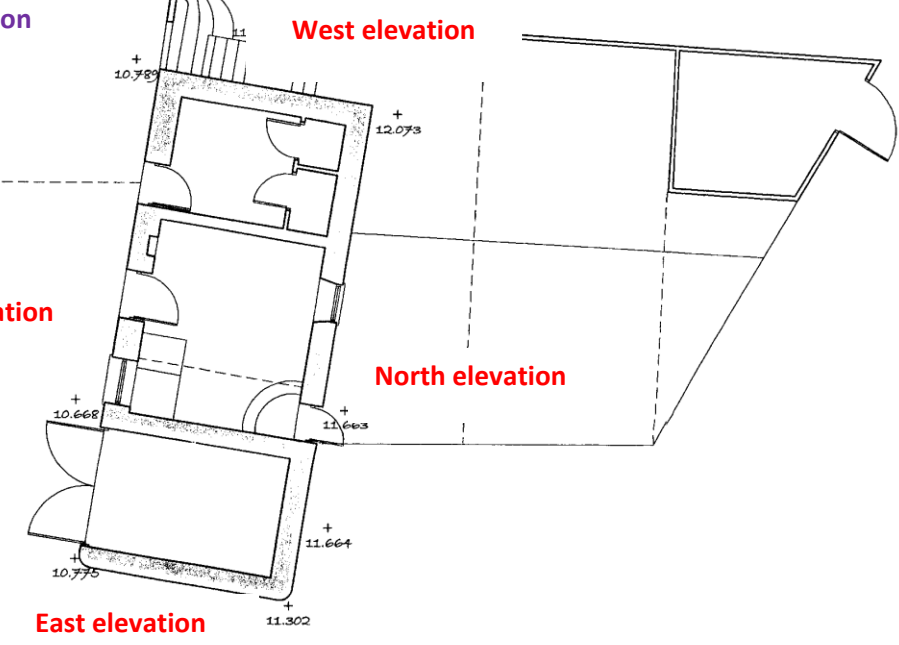 on
West elevation
11
10.789
12.073
ation
North elevation
10.668
11.663
11.664
10.775
11.302
East elevation